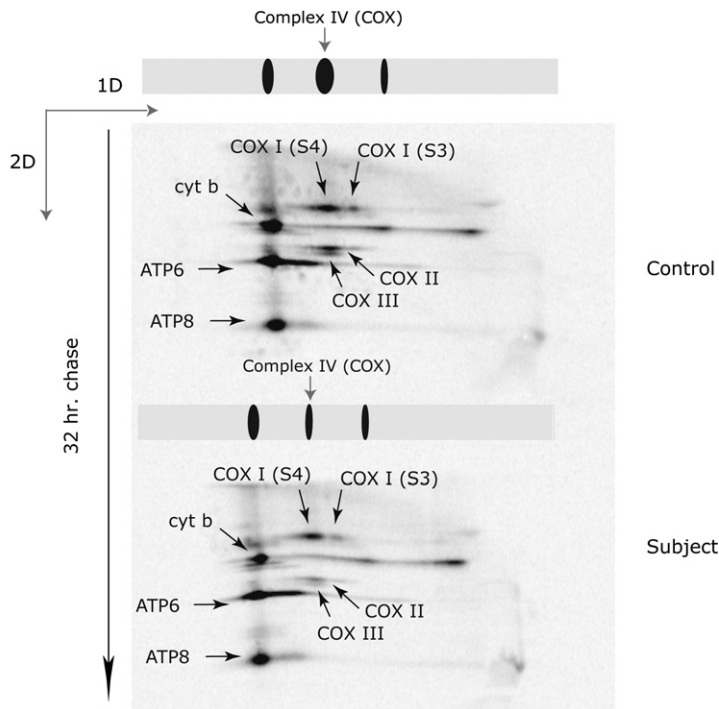 Complex IV (COX)
1D
2D
COX I (S4)
COX I (S3)
cyt b
ATP6
COX II
COX III
ATP8
Control
32 hr. chase
Complex IV (COX)
COX I (S4)
COX I (S3)
cyt b
Subject
ATP6
COX II
COX III
ATP8